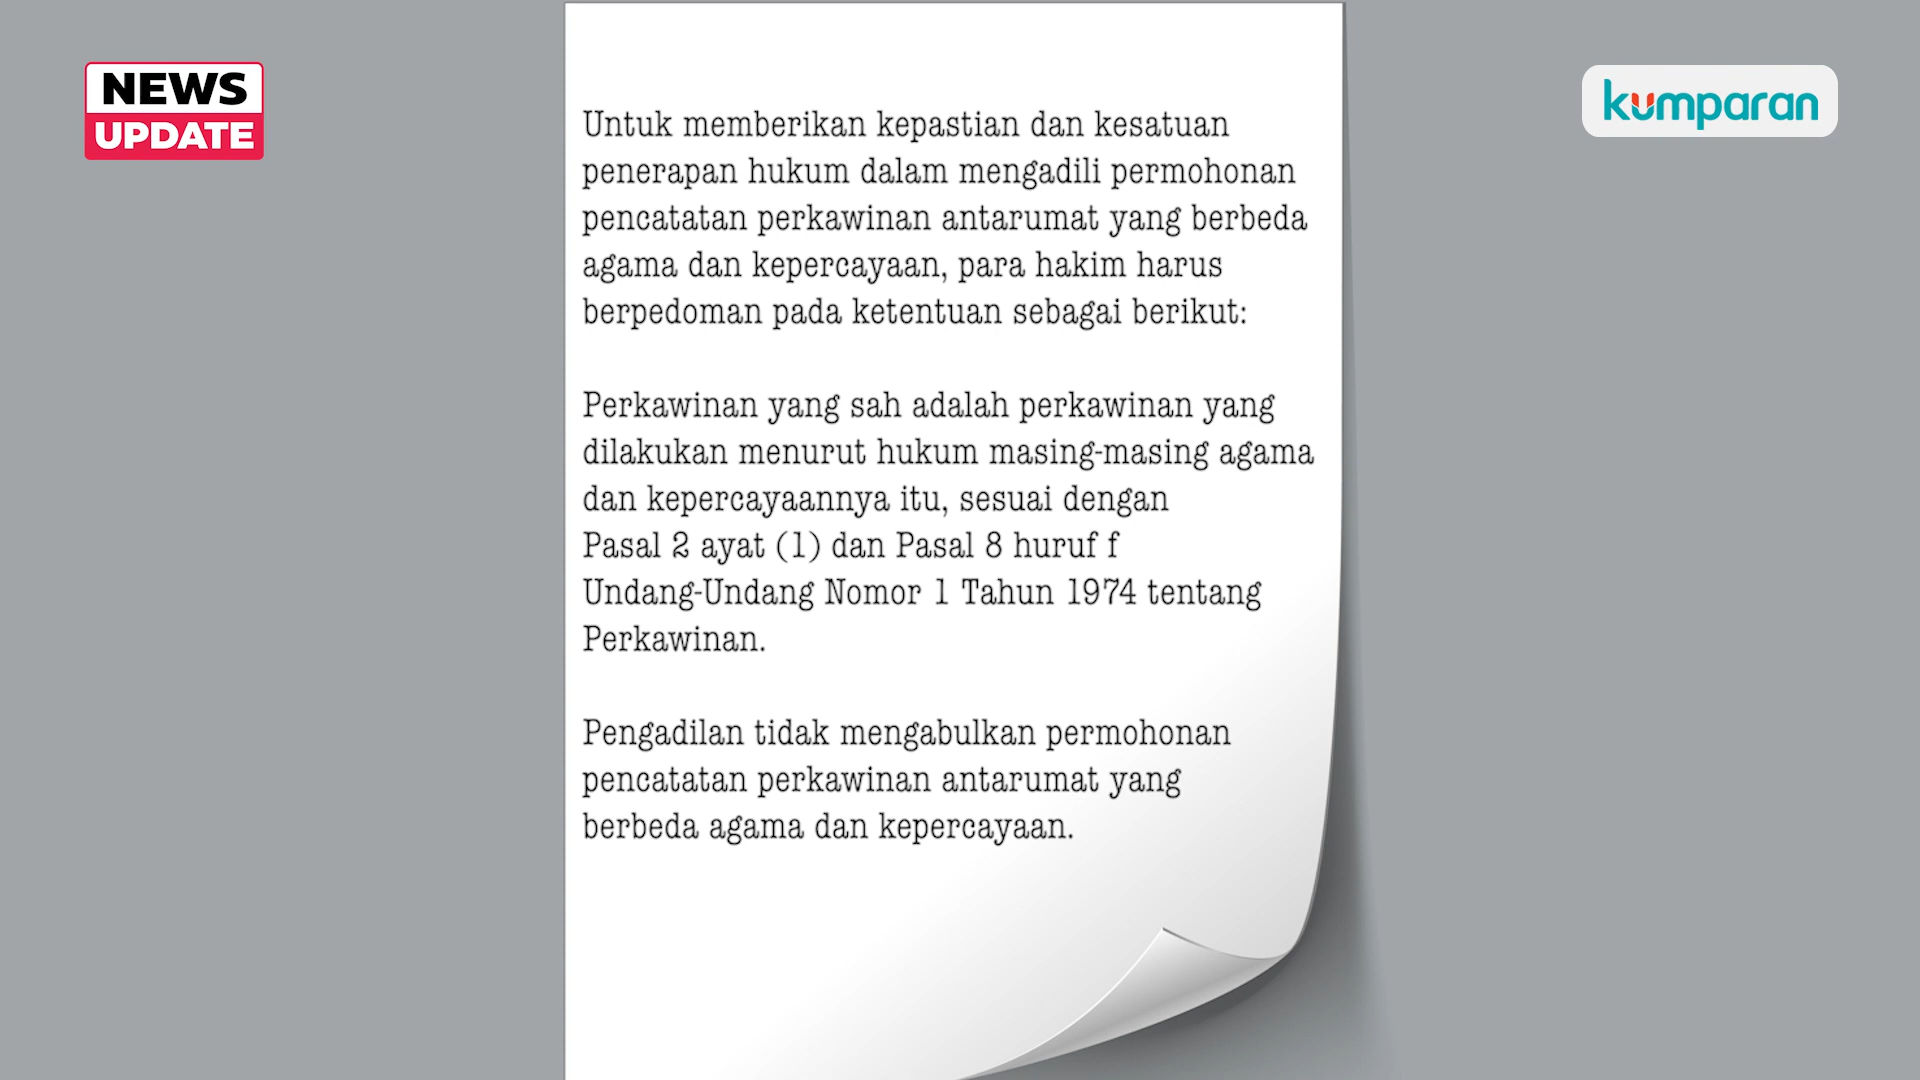 NEWS
UPDATE
kumparan
Untuk memberikan kepastian dan kesatuan
penerapan hukum dalam mengadili permohonan
pencatatan perkawinan antarumat yang berbeda
agama dan kepercayaan, para hakim harus
berpedoman pada ketentuan sebagai berikut:
Perkawinan yang sah adalah perkawinan yang
dilakukan menurut hukum masing-masing agama
dan kepercayaannya itu, sesuai dengan
Pasal 2 ayat (1) dan Pasal 8 huruf f
Undang-Undang Nomor 1 Tahun 1974 tentang
Perkawinan.
Pengadilan tidak mengabulkan permohonan
pencatatan perkawinan antarumat yang
berbeda agama dan kepercayaan.